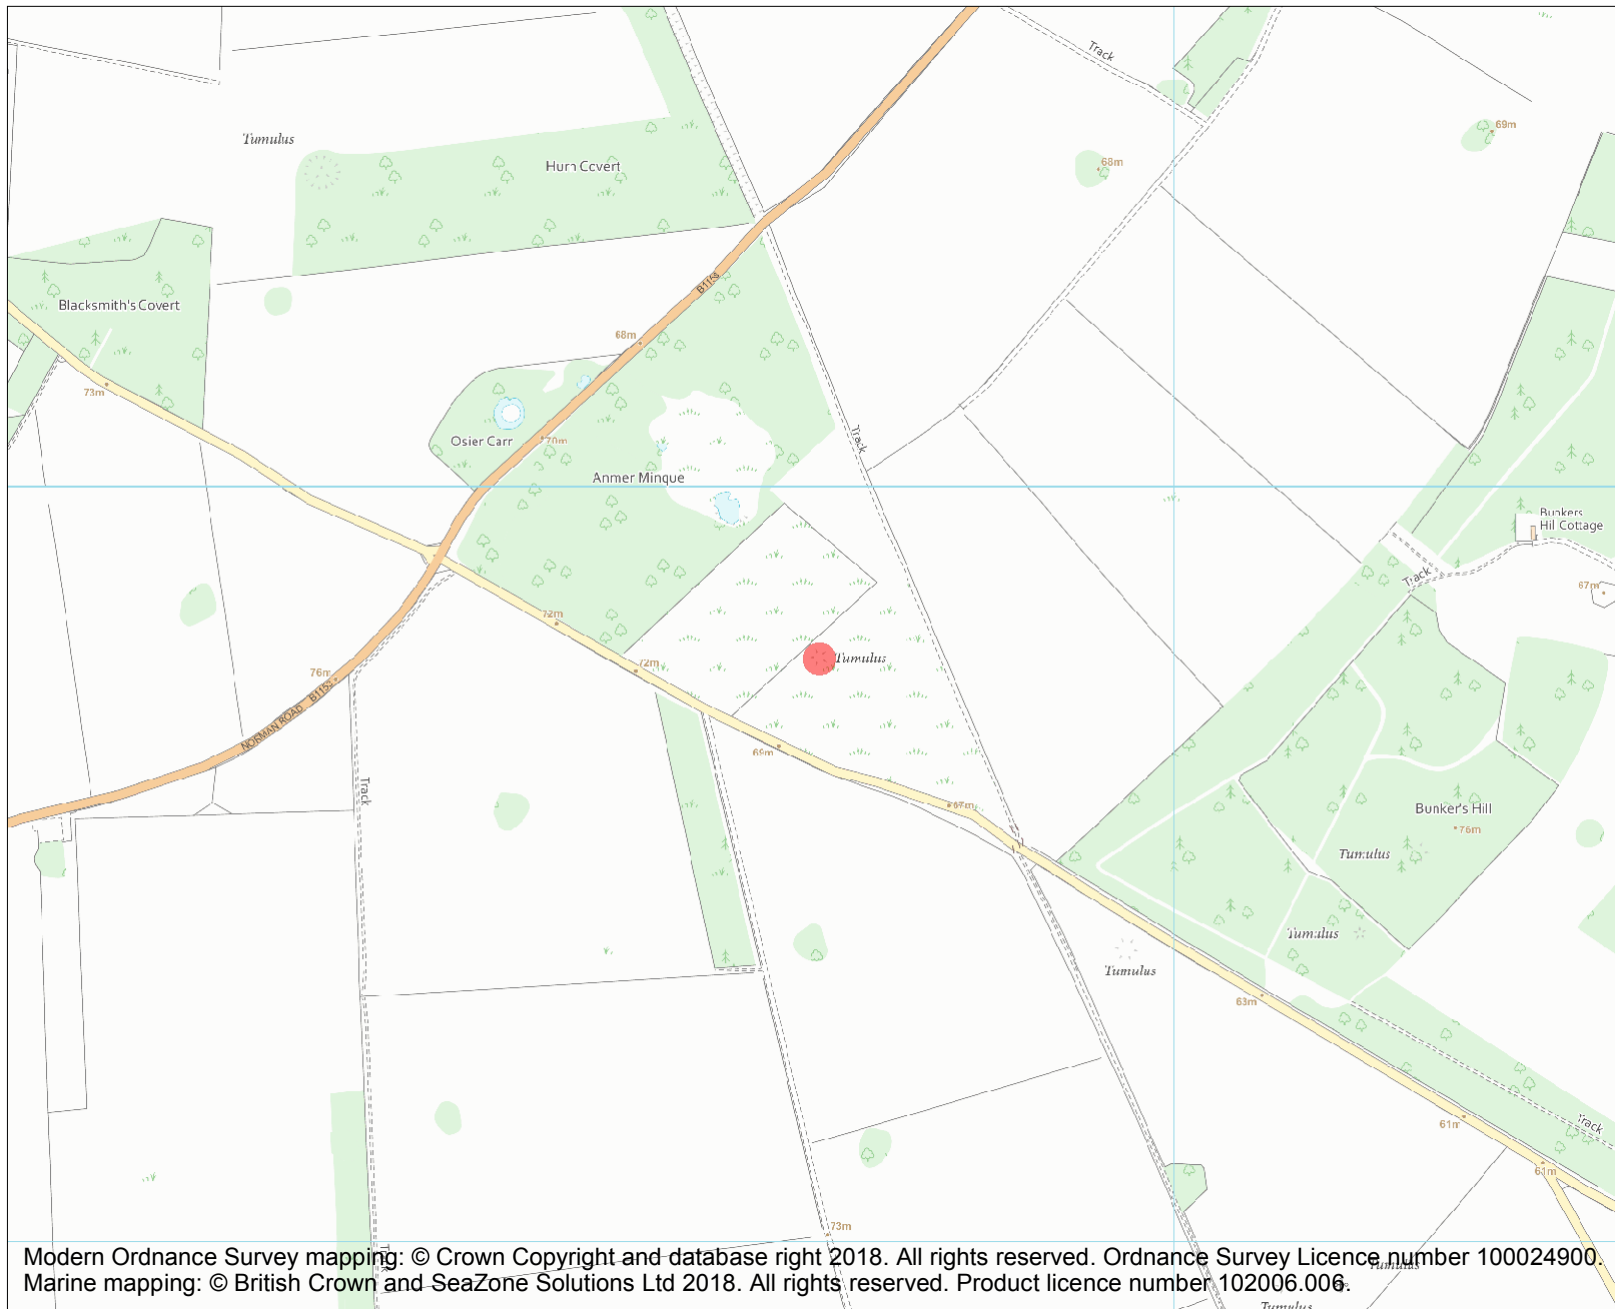 Track
69m
Tumulus
Hurn Covert
68m
B1153
Blacksmith's Covert
68m
73m
Osier Carr
70m
Track
Anmer Minque
Bunkers
Hil Cottage
Track
67m
72m
72m
Tumulus
76m
B1153
NORMAN ROAD
69m
Track
67m
Bunker's Hill
76m
Tumulus
Tumulus
Tumulus
63m
61m
Track
61m
73m
Track
Modern Ordnance Survey mapping: © Crown Copyright and database right 2018. All rights reserved. Ordnance Survey Licence number 100024900.
Tumulus
Marine mapping: © British Crown and SeaZone Solutions Ltd 2018. All rights reserved. Product licence number 102006.006.
Tumulus